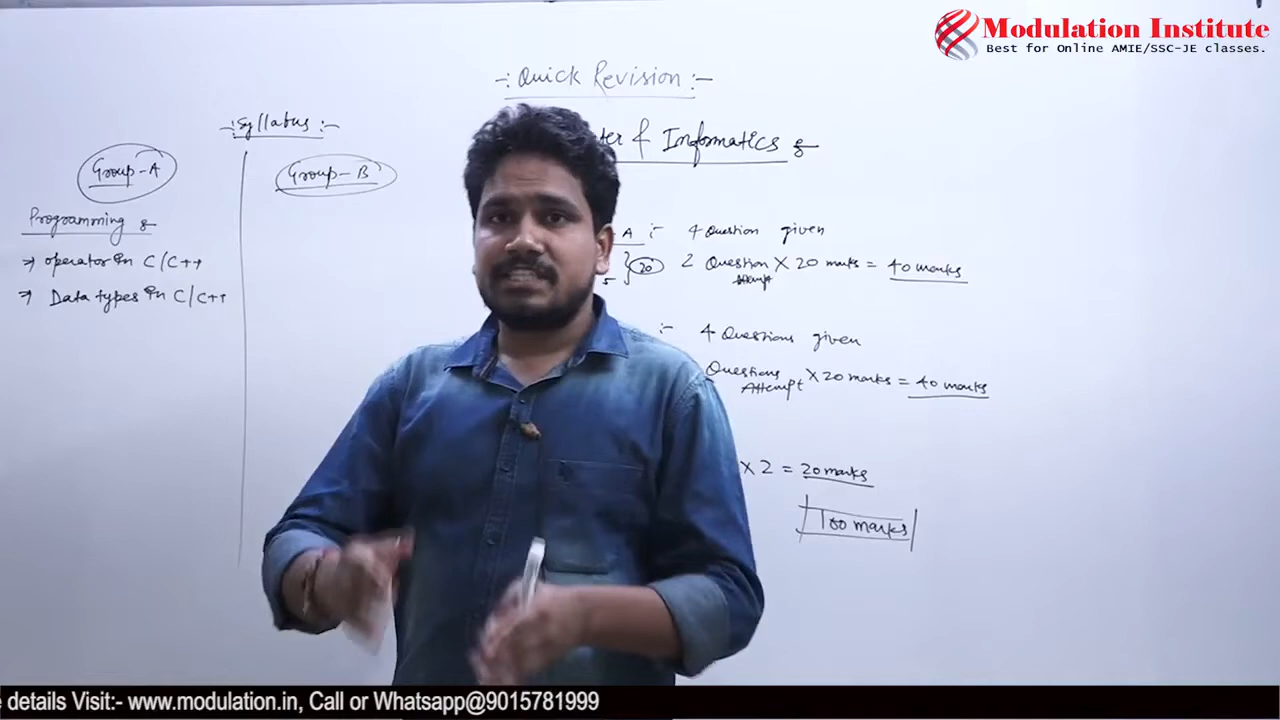 Modulation Institute
Best for Online AMIE/SSC-JE classes.
-: Quick Revision :-
-: Syllabus :-
Group-A
Group-B
Programming
→ operator in C/C++
→ Data types in C/C++
ter & Informatics
A :- 4 Question given
20 2 Question Attempt × 20 marks = 40 marks
5
:- 4 Questions given
Questions Attempt × 20 marks = 40 marks
× 2 = 20 marks
100 marks
details Visit:- www.modulation.in, Call or Whatsapp@9015781999